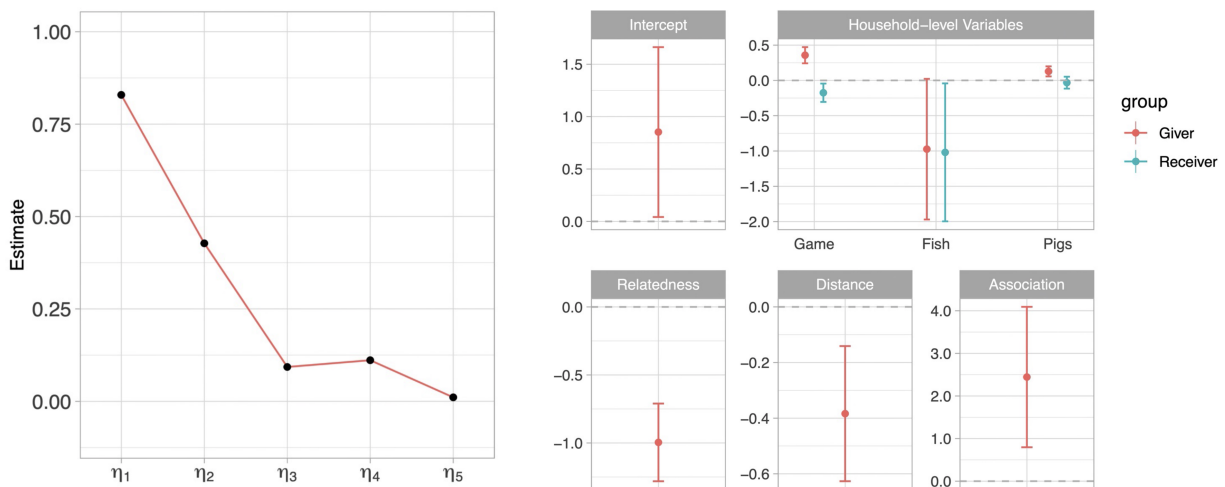 Estimate
1.00
0.75
0.50
0.25
0.00
η1 η2 η3 η4 η5
Intercept
1.5
1.0
0.5
0.0
Household−level Variables
0.5
0.0
−0.5
−1.0
−1.5
−2.0
Game Fish Pigs
group
Giver
Receiver
Relatedness
0.0
−0.5
−1.0
Distance
0.0
−0.2
−0.4
−0.6
Association
4.0
3.0
2.0
1.0
0.0